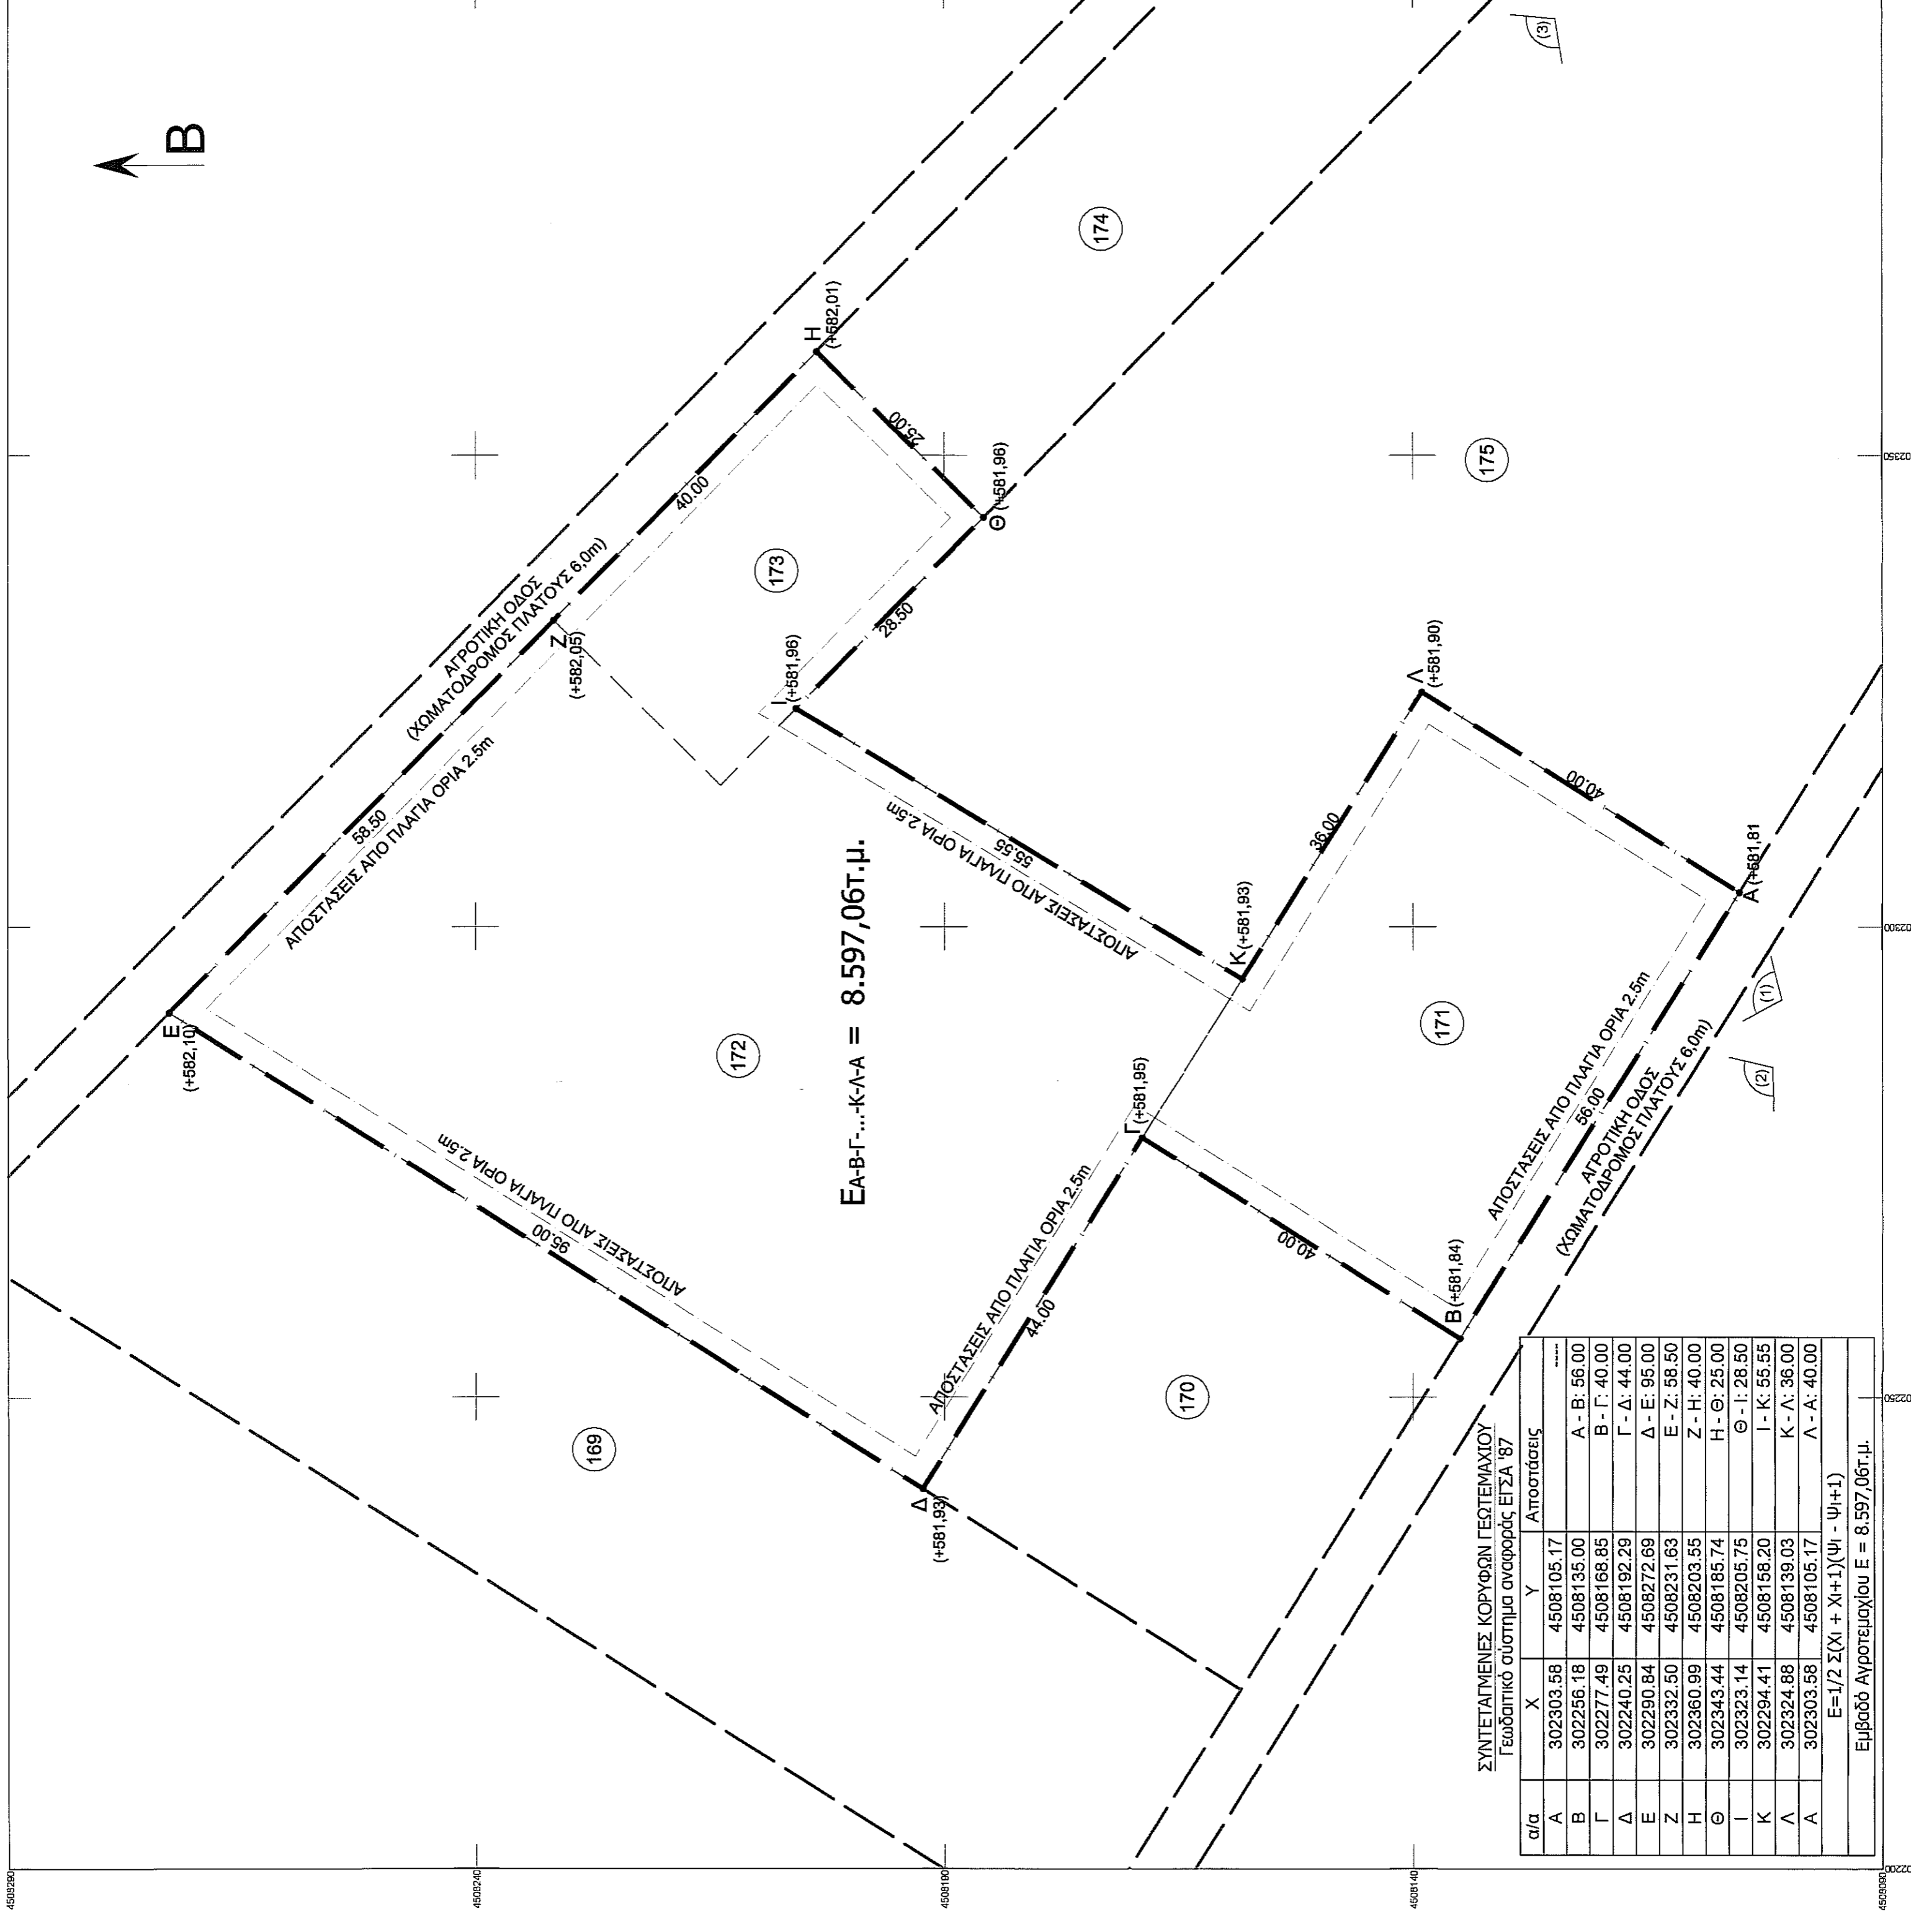 B
E
(+582,10)
58.50
ΑΓΡΟΤΙΚΗ ΟΔΟΣ
(ΧΩΜΑΤΟΔΡΟΜΟΣ ΠΛΑΤΟΥΣ 6,0m)
ΑΠΟΣΤΑΣΕΙΣ ΑΠΟ ΠΛΑΓΙΑ ΟΡΙΑ 2.5m
Z
(+582,05)
40.00
H
(+582,01)
25.00
Θ (+581,96)
28.50
I
(+581,96)
173
174
175
172
169
170
171
95.00
ΑΠΟΣΤΑΣΕΙΣ ΑΠΟ ΠΛΑΓΙΑ ΟΡΙΑ 2.5m
55.55
ΑΠΟΣΤΑΣΕΙΣ ΑΠΟ ΠΛΑΓΙΑ ΟΡΙΑ 2.5m
ΕΑ-Β-Γ-...-Κ-Λ-Α = 8.597,06τ.μ.
Δ
(+581,93)
44.00
ΑΠΟΣΤΑΣΕΙΣ ΑΠΟ ΠΛΑΓΙΑ ΟΡΙΑ 2.5m
Γ (+581,95)
K (+581,93)
36.00
Λ
(+581,90)
40.00
A (+581,81
40.00
B (+581,84)
56.00
ΑΠΟΣΤΑΣΕΙΣ ΑΠΟ ΠΛΑΓΙΑ ΟΡΙΑ 2.5m
ΑΓΡΟΤΙΚΗ ΟΔΟΣ
(ΧΩΜΑΤΟΔΡΟΜΟΣ ΠΛΑΤΟΥΣ 6,0m)
(1)
(2)
(3)
4508290
4508240
4508190
4508140
4508090
02200
02250
02300
02350
ΣΥΝΤΕΤΑΓΜΕΝΕΣ ΚΟΡΥΦΩΝ ΓΕΩΤΕΜΑΧΙΟΥ
Γεωδαιτικό σύστημα αναφοράς ΕΓΣΑ '87
α/α X Y Αποστάσεις
A 302303.58 4508105.17 ----
B 302256.18 4508135.00 A - B: 56.00
Γ 302277.49 4508168.85 B - Γ: 40.00
Δ 302240.25 4508192.29 Γ - Δ: 44.00
E 302290.84 4508272.69 Δ - E: 95.00
Z 302332.50 4508231.63 E - Z: 58.50
H 302360.99 4508203.55 Z - H: 40.00
Θ 302343.44 4508185.74 H - Θ: 25.00
I 302323.14 4508205.75 Θ - I: 28.50
K 302294.41 4508158.20 I - K: 55.55
Λ 302324.88 4508139.03 K - Λ: 36.00
A 302303.58 4508105.17 Λ - A: 40.00
E=1/2 Σ(Χι + Χι+1)(Ψι - Ψι+1)
Εμβαδό Αγροτεμαχίου E = 8.597,06τ.μ.